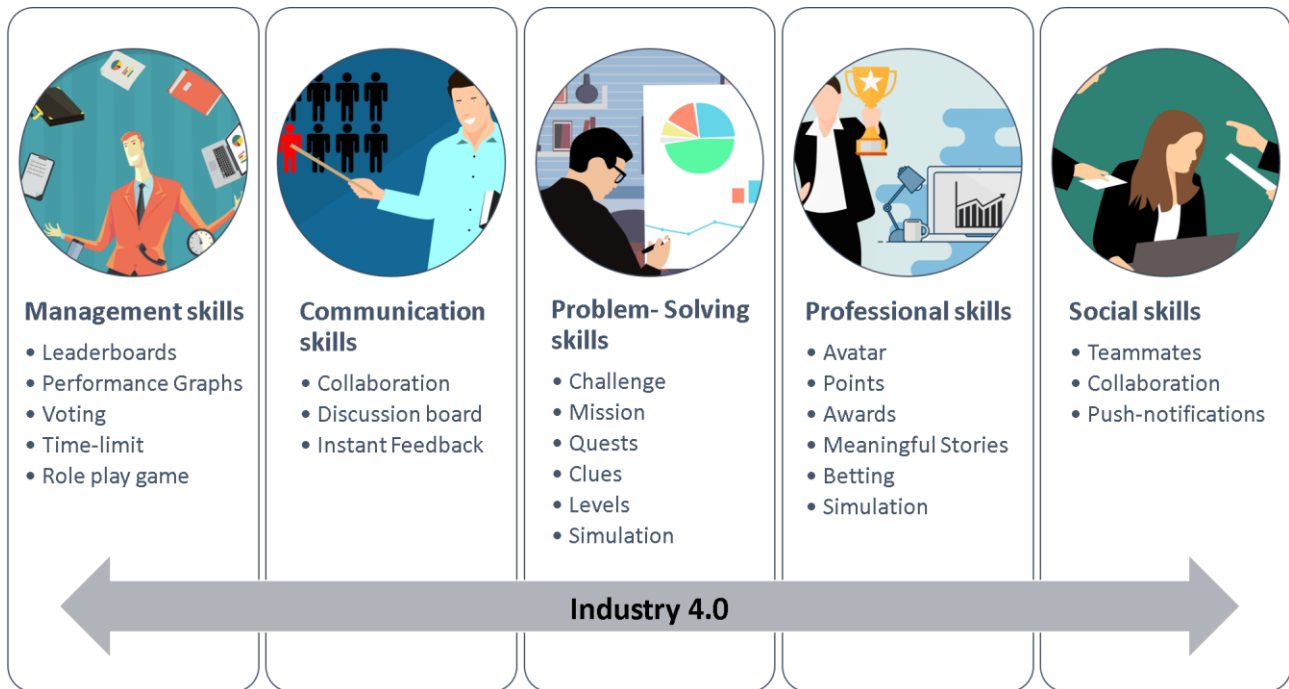 Management skills
• Leaderboards
• Performance Graphs
• Voting
• Time-limit
• Role play game
Communication
skills
• Collaboration
• Discussion board
• Instant Feedback
Problem- Solving
skills
• Challenge
• Mission
• Quests
• Clues
• Levels
• Simulation
Professional skills
• Avatar
• Points
• Awards
• Meaningful Stories
• Betting
• Simulation
Social skills
• Teammates
• Collaboration
• Push-notifications
Industry 4.0